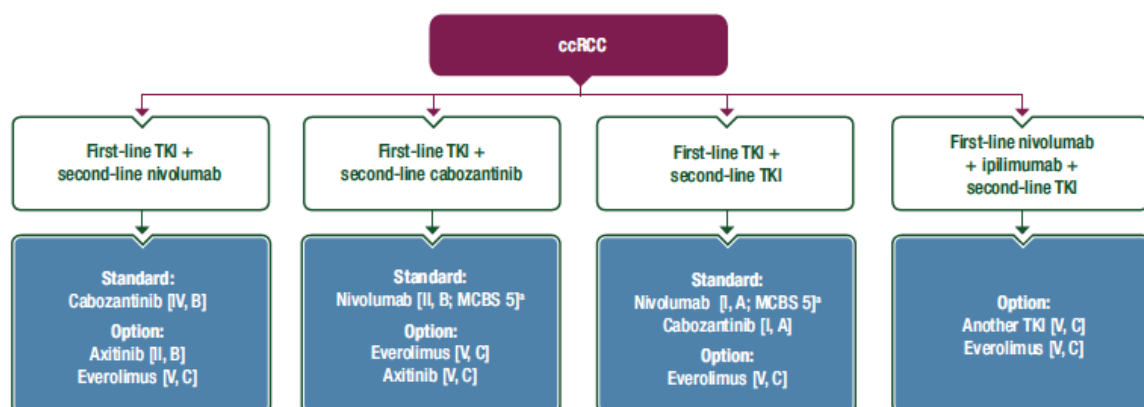 ccRCC
First-line TKI +
second-line nivolumab
First-line TKI +
second-line cabozantinib
First-line TKI +
second-line TKI
First-line nivolumab
+ ipilimumab +
second-line TKI
Standard:
Cabozantinib [IV, B]
Option:
Axitinib [II, B]
Everolimus [V, C]
Standard:
Nivolumab [II, B; MCBS 5]ᵃ
Option:
Everolimus [V, C]
Axitinib [V, C]
Standard:
Nivolumab [I, A; MCBS 5]ᵃ
Cabozantinib [I, A]
Option:
Everolimus [V, C]
Option:
Another TKI [V, C]
Everolimus [V, C]